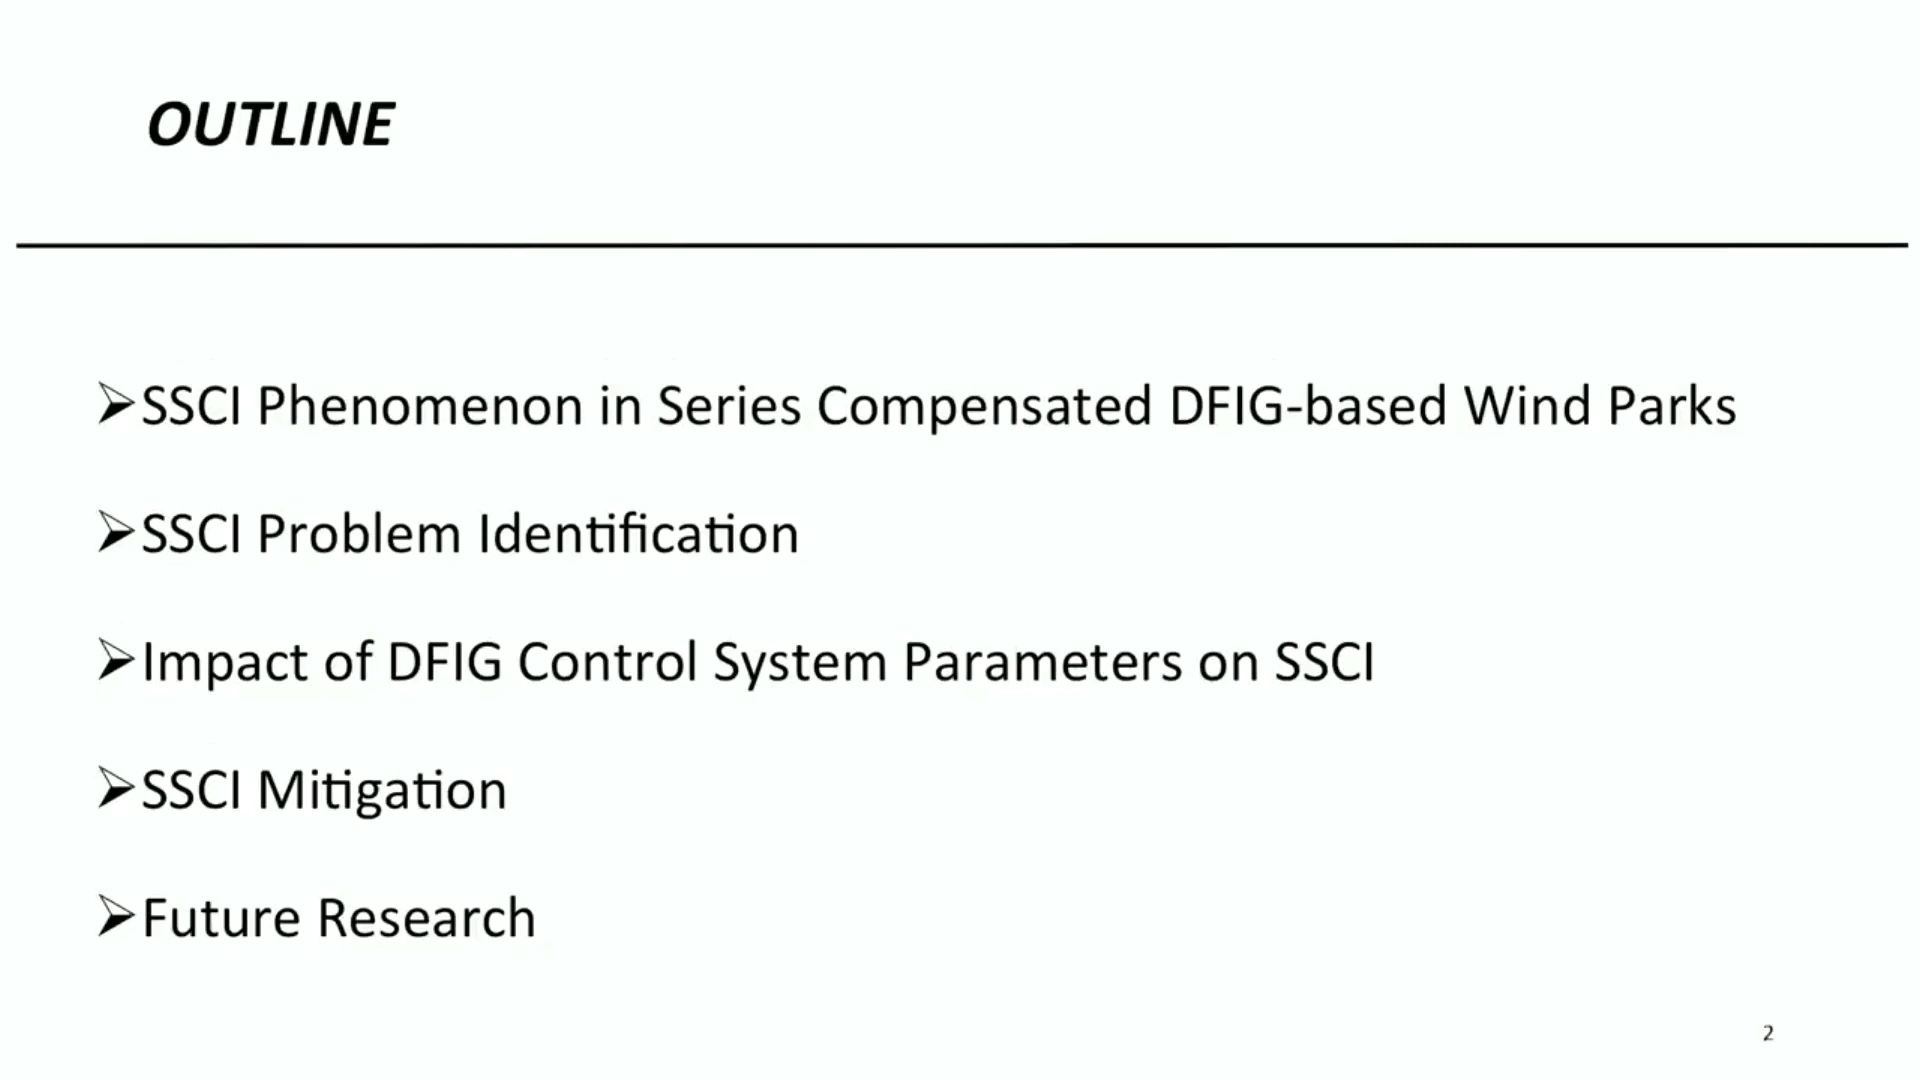 OUTLINE
➢SSCI Phenomenon in Series Compensated DFIG-based Wind Parks
➢SSCI Problem Identification
➢Impact of DFIG Control System Parameters on SSCI
➢SSCI Mitigation
➢Future Research
2